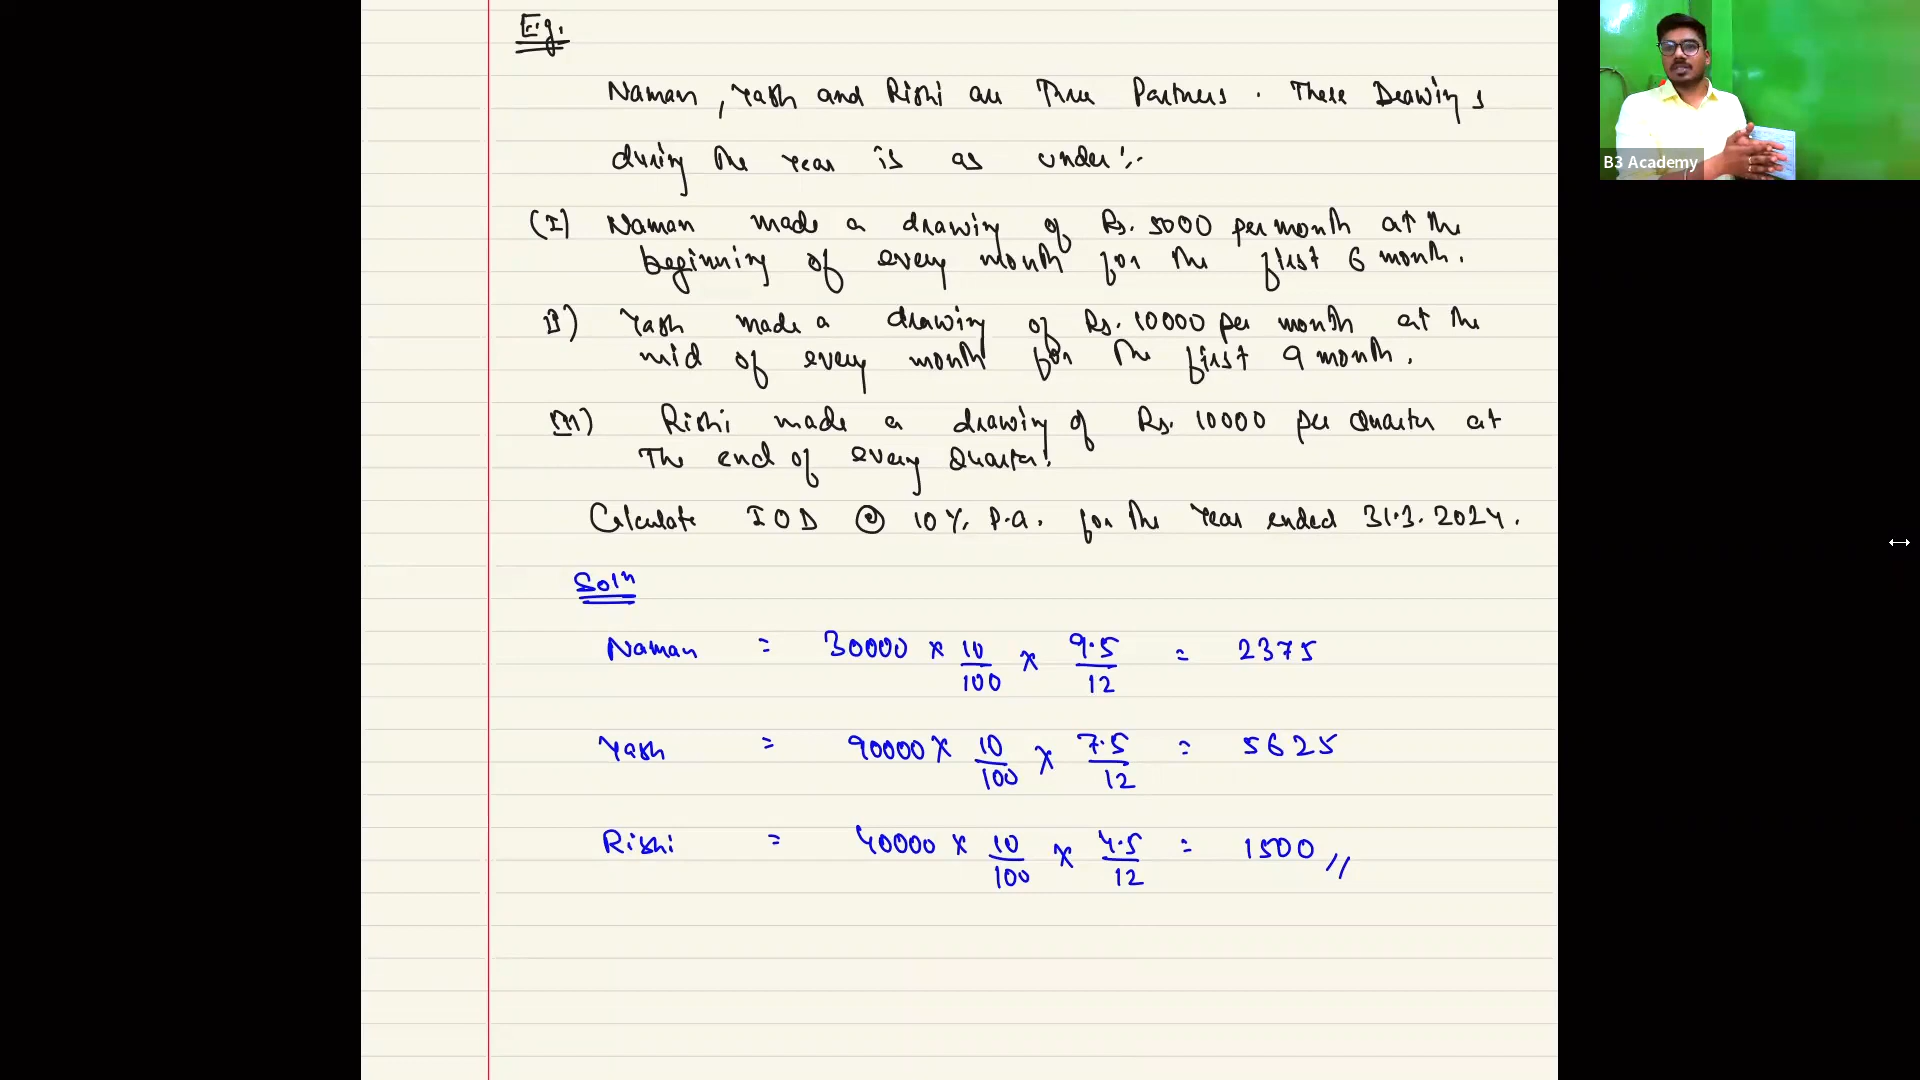 E.g.
Naman, Yash and Rishi are Three Partners. These Drawings
during the Year is as under :-
(I) Naman made a drawing of Rs. 5000 per month at the
beginning of every month for the first 6 month.
II) Yash made a drawing of Rs. 10000 per month at the
mid of every month for the first 9 month.
III) Rishi made a drawing of Rs. 10000 per Quarter at
The end of every Quarter.
Calculate IOD @ 10% P.a. for the Year ended 31.3.2024.
Soln
Naman = 30000 x 10/100 x 9.5/12 = 2375
Yash = 90000 x 10/100 x 7.5/12 = 5625
Rishi = 40000 x 10/100 x 4.5/12 = 1500 //
B3 Academy